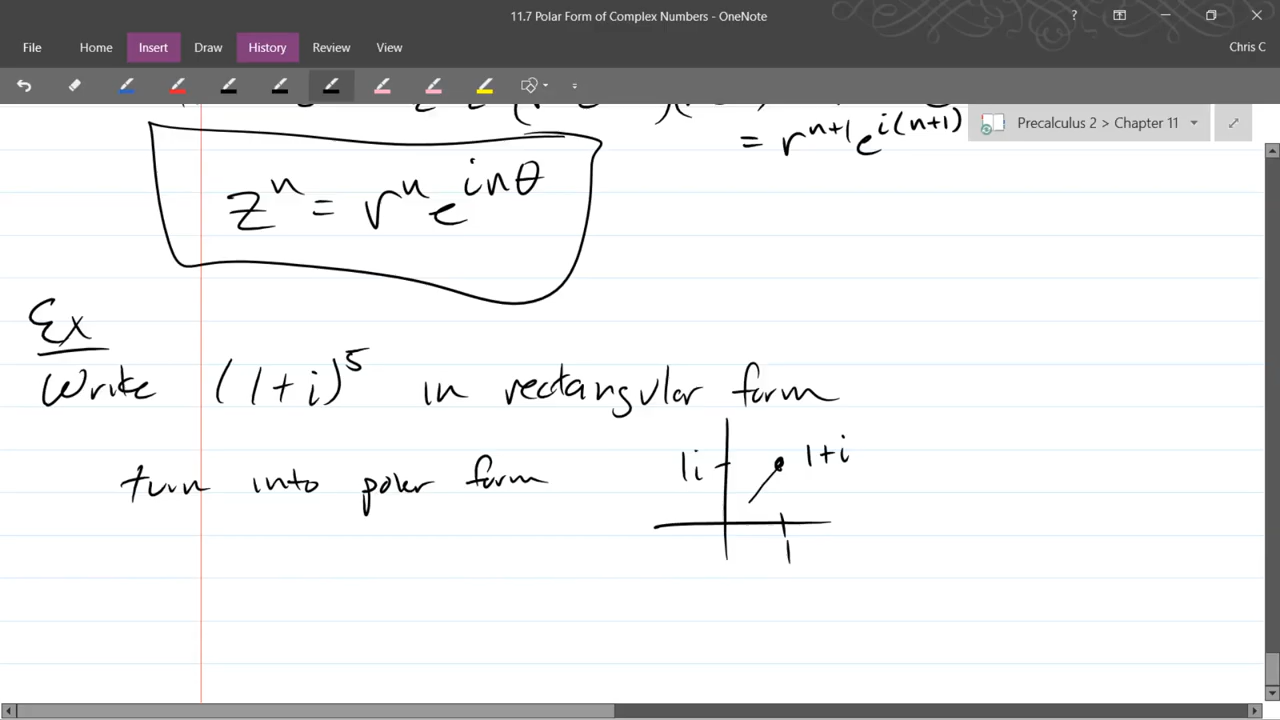 11.7 Polar Form of Complex Numbers - OneNote
?
File Home Insert Draw History Review View
Chris C
Precalculus 2 > Chapter 11
= r^{n+1} e^{i(n+1)}
z^n = r^n e^{inθ}
Ex
Write (1+i)^5 in rectangular form
turn into polar form
1i
1+i
1